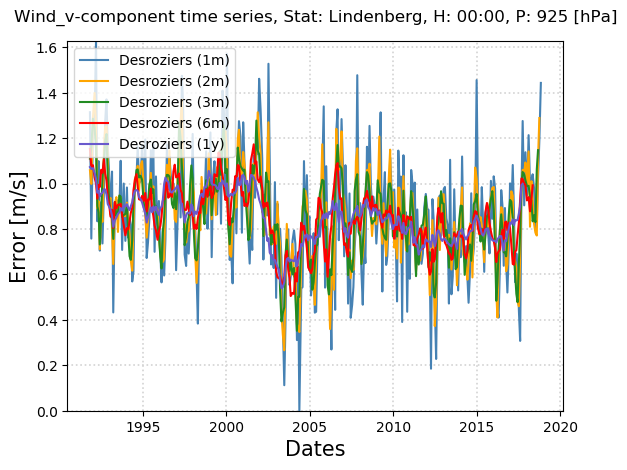 Wind_v-component time series, Stat: Lindenberg, H: 00:00, P: 925 [hPa]
Desroziers (1m)
Desroziers (2m)
Desroziers (3m)
Desroziers (6m)
Desroziers (1y)
Error [m/s]
1.6
1.4
1.2
1.0
0.8
0.6
0.4
0.2
0.0
1995
2000
2005
2010
2015
2020
Dates